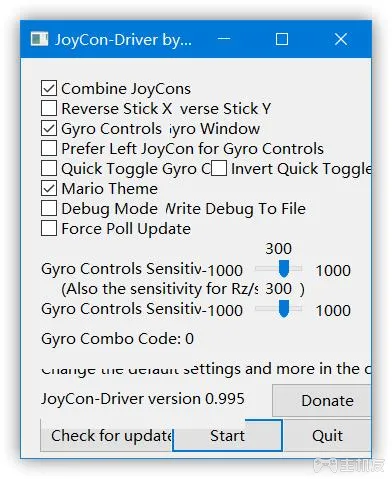 JoyCon-Driver by...
Combine JoyCons
Reverse Stick X verse Stick Y
Gyro Controls yro Window
Prefer Left JoyCon for Gyro Controls
Quick Toggle Gyro C Invert Quick Toggle
Mario Theme
Debug Mode Write Debug To File
Force Poll Update
300
Gyro Controls Sensitiv -1000 1000
(Also the sensitivity for Rz/s 300 )
Gyro Controls Sensitiv -1000 1000
Gyro Combo Code: 0
Change the default settings and more in the c
JoyCon-Driver version 0.995 Donate
Check for update Start Quit